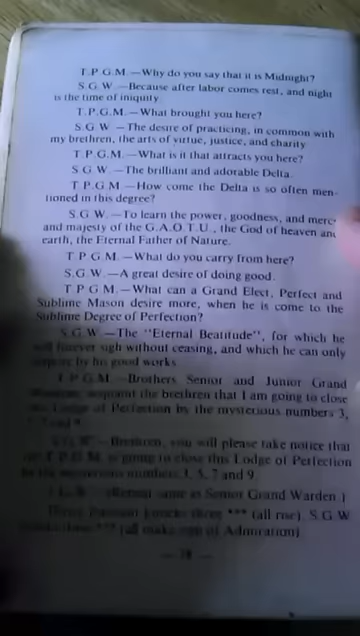 T.P G.M.—Why do you say that it is Midnight?
S.G W.—Because after labor comes rest, and night
is the time of iniquity
T.P.G.M.—What brought you here?
S.G W—The desire of practicing, in common with
my brethren, the arts of virtue, justice, and charity
T.P G.M.—What is it that attracts you here?
S.G W.—The brilliant and adorable Delta.
T P.G M—How come the Delta is so often men-
tioned in this degree?
S.G W.—To learn the power, goodness, and merc
and majesty of the G.A.O.T.U., the God of heaven and
earth, the Eternal Father of Nature.
T.P G.M.—What do you carry from here?
S.G.W.—A great desire of doing good.
T P G.M.—What can a Grand Elect, Perfect and
Sublime Mason desire more, when he is come to the
Sublime Degree of Perfection?
S.G.W—The "Eternal Beatitude", for which he
will forever sigh without ceasing, and which he can only
by his good works
T.P.G.M.—Brothers Senior and Junior Grand
the brethren that I am going to close
Lodge of Perfection by the mysterious numbers 3,
Brethren, you will please take notice that
T.P.G.M. is going to close this Lodge of Perfection
by the mysterious numbers 3, 5, 7 and 9
same as Senior Grand Warden.)
knocks three *** (all rise) S.G.W
*** (all make sign of Admiration)